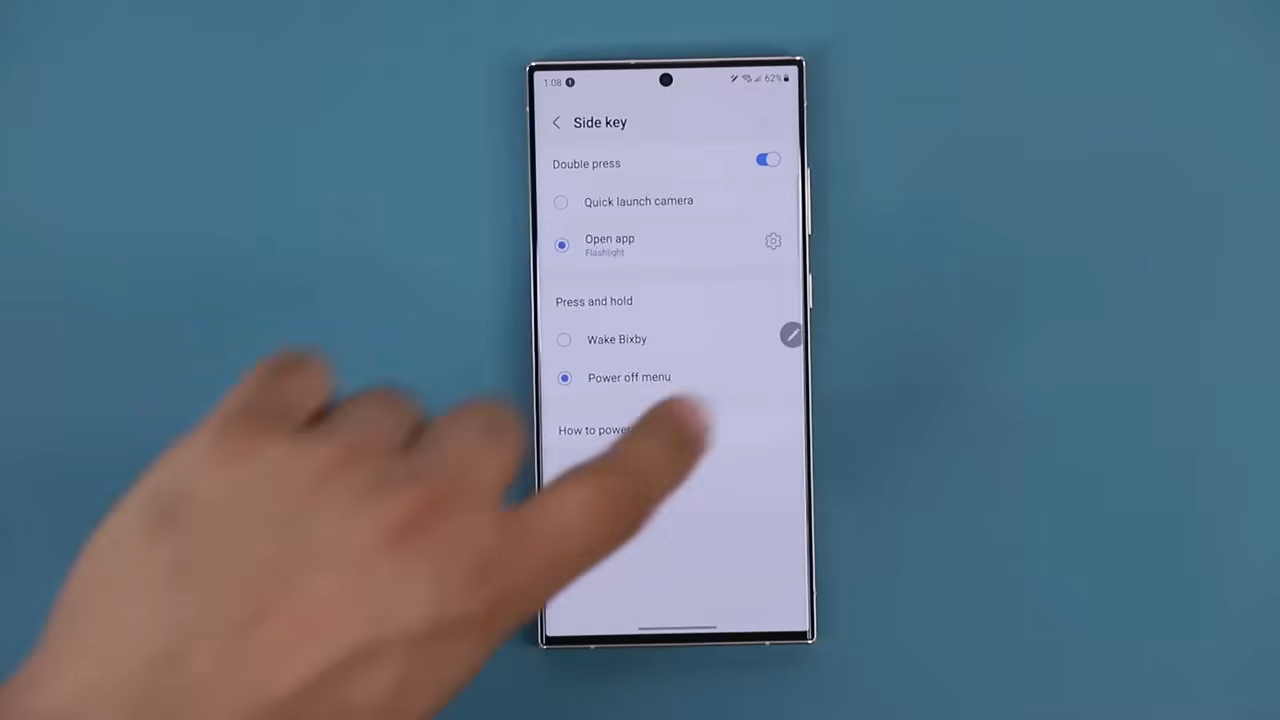 1:08 62%
Side key
Double press
Quick launch camera
Open app
Flashlight
Press and hold
Wake Bixby
Power off menu
How to power